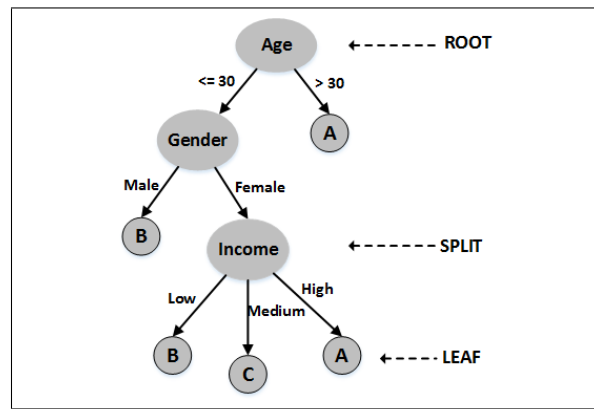 Age
ROOT
<= 30
> 30
Gender
A
Male
Female
B
Income
SPLIT
Low
Medium
High
B
C
A
LEAF